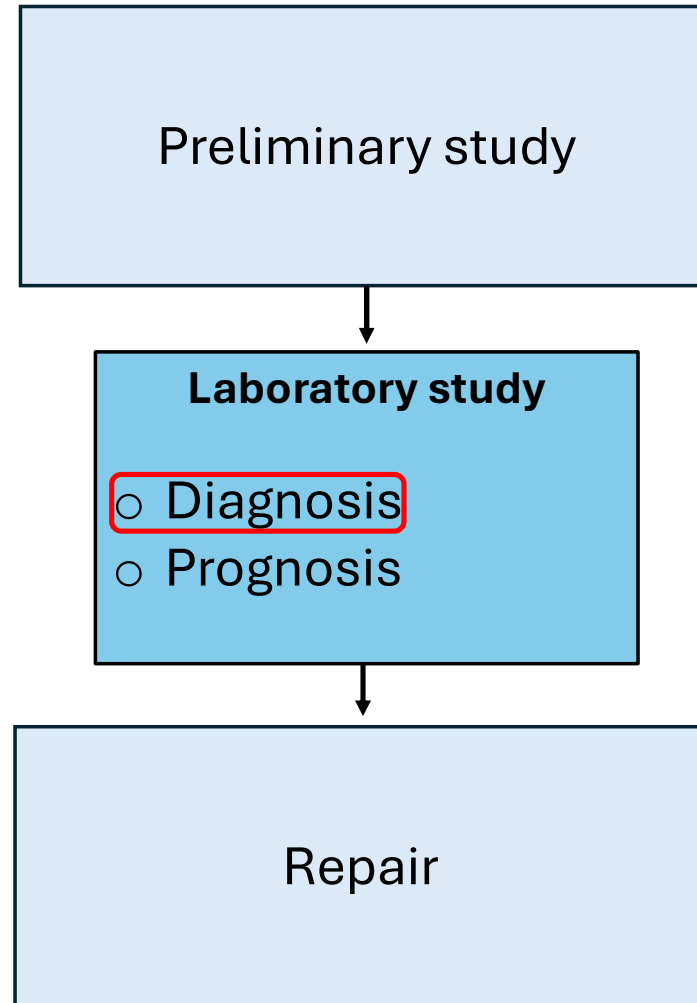 Preliminary study
Laboratory study
○ Diagnosis
○ Prognosis
Repair